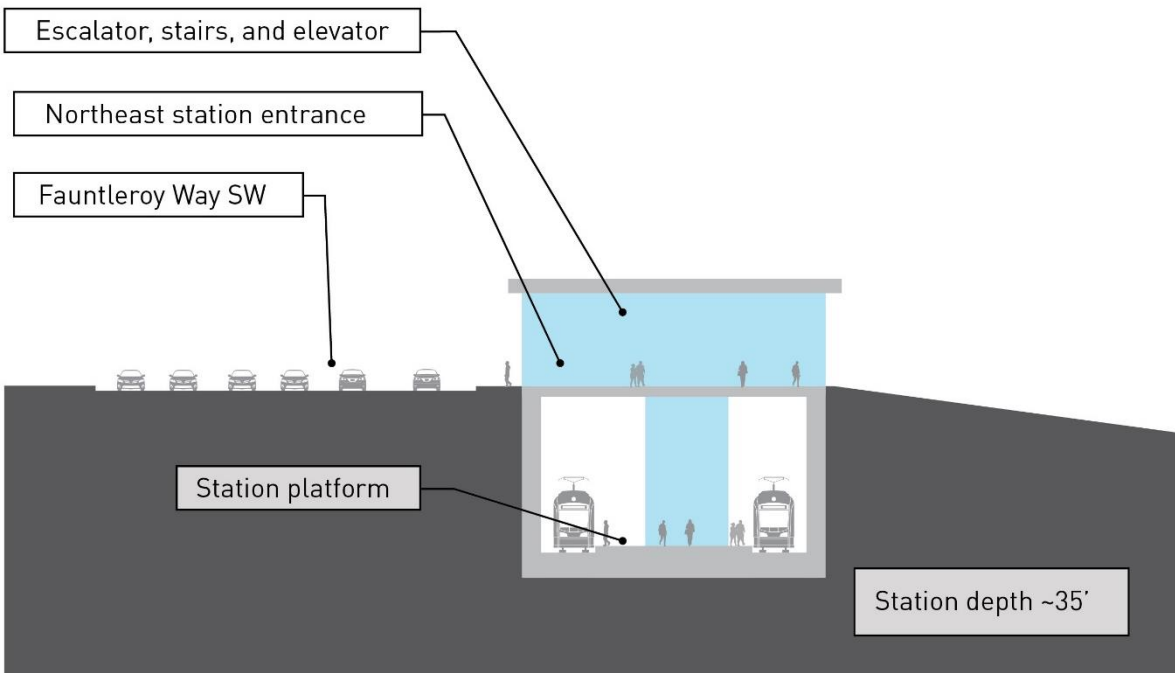 Escalator, stairs, and elevator
Northeast station entrance
Fauntleroy Way SW
Station platform
Station depth ~35’